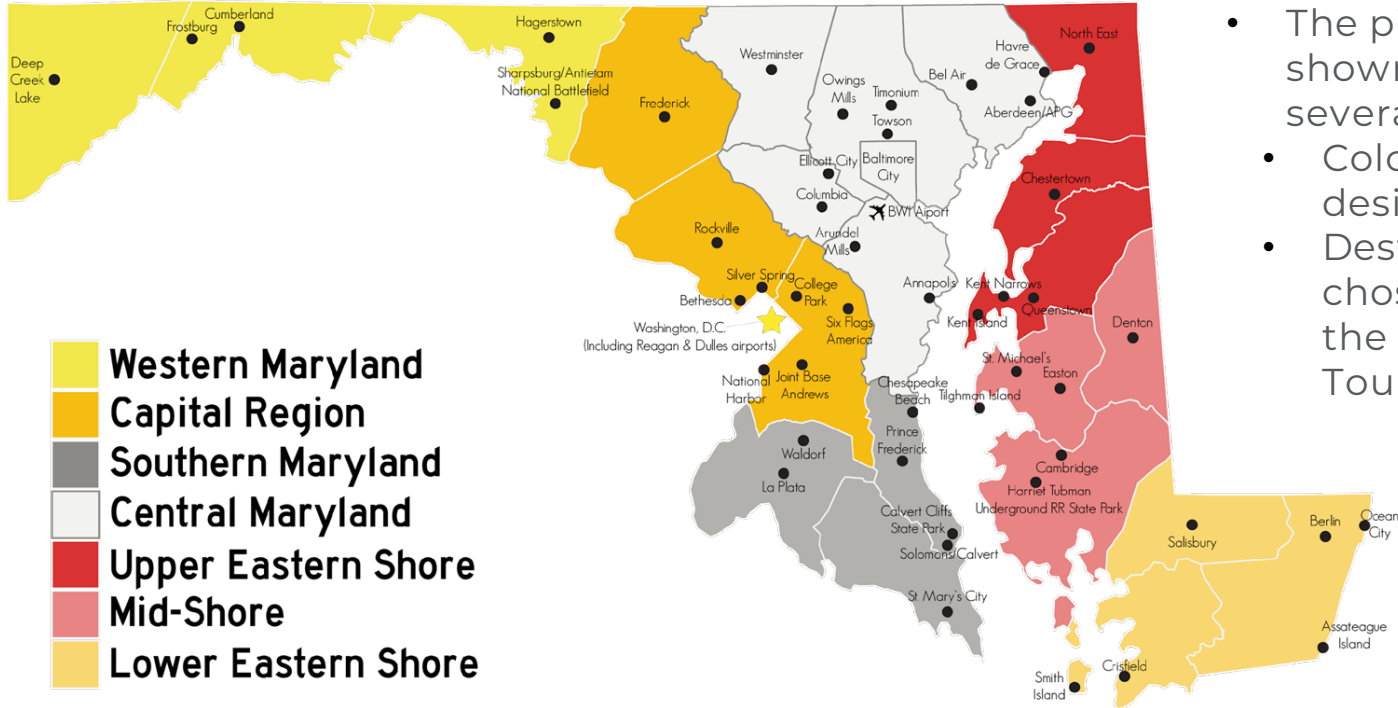 Cumberland
Frostburg
Deep
Creek
Lake
Hagerstown
Sharpsburg/Antietam
National Battlefield
Frederick
Westminster
Owings
Mills
Timonium
Towson
Bel Air
Havre
de Grace
Aberdeen/APG
North East
Ellicott City
Baltimore
City
Columbia
BWI Aiport
Arundel
Mills
Chestertown
Rockville
Silver Spring
College
Park
Bethesda
Annapolis
Kent Narrows
Queenstown
Kent Island
Washington, D.C.
(Including Reagan & Dulles airports)
Six Flags
America
Denton
National
Harbor
Joint Base
Andrews
Chesapeake
Beach
St. Michael's
Easton
Tilghman Island
Prince
Frederick
Waldorf
La Plata
Cambridge
Harriet Tubman
Underground RR State Park
Calvert Cliffs
State Park
Solomons/Calvert
St. Mary's City
Salisbury
Berlin
Ocean
City
Assateague
Island
Smith
Island
Crisfield
Western Maryland
Capital Region
Southern Maryland
Central Maryland
Upper Eastern Shore
Mid-Shore
Lower Eastern Shore
• The p
shown
severa
• Colo
desi
• Des
chos
the
Tou